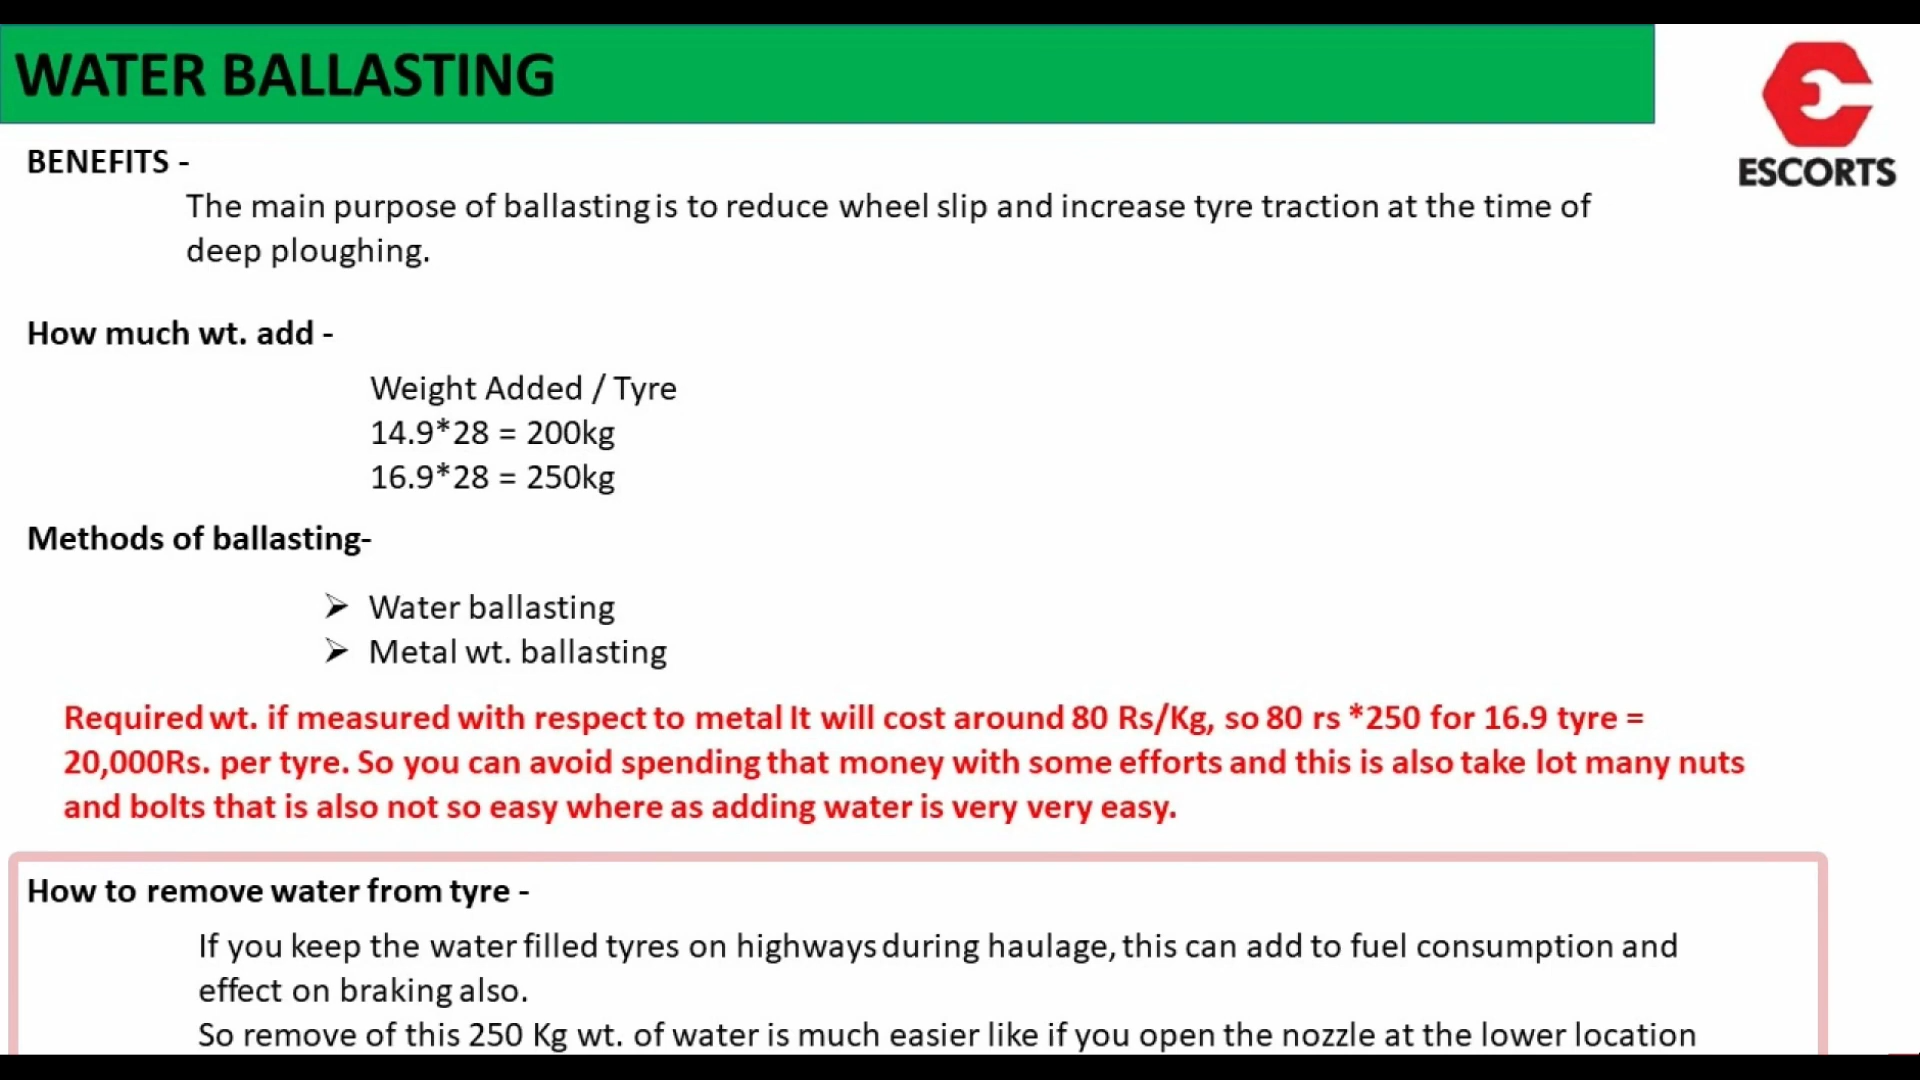 WATER BALLASTING
ESCORTS
BENEFITS -
The main purpose of ballasting is to reduce wheel slip and increase tyre traction at the time of
deep ploughing.
How much wt. add -
Weight Added / Tyre
14.9*28 = 200kg
16.9*28 = 250kg
Methods of ballasting-
➢ Water ballasting
➢ Metal wt. ballasting
Required wt. if measured with respect to metal It will cost around 80 Rs/Kg, so 80 rs *250 for 16.9 tyre =
20,000Rs. per tyre. So you can avoid spending that money with some efforts and this is also take lot many nuts
and bolts that is also not so easy where as adding water is very very easy.
How to remove water from tyre -
If you keep the water filled tyres on highways during haulage, this can add to fuel consumption and
effect on braking also.
So remove of this 250 Kg wt. of water is much easier like if you open the nozzle at the lower location